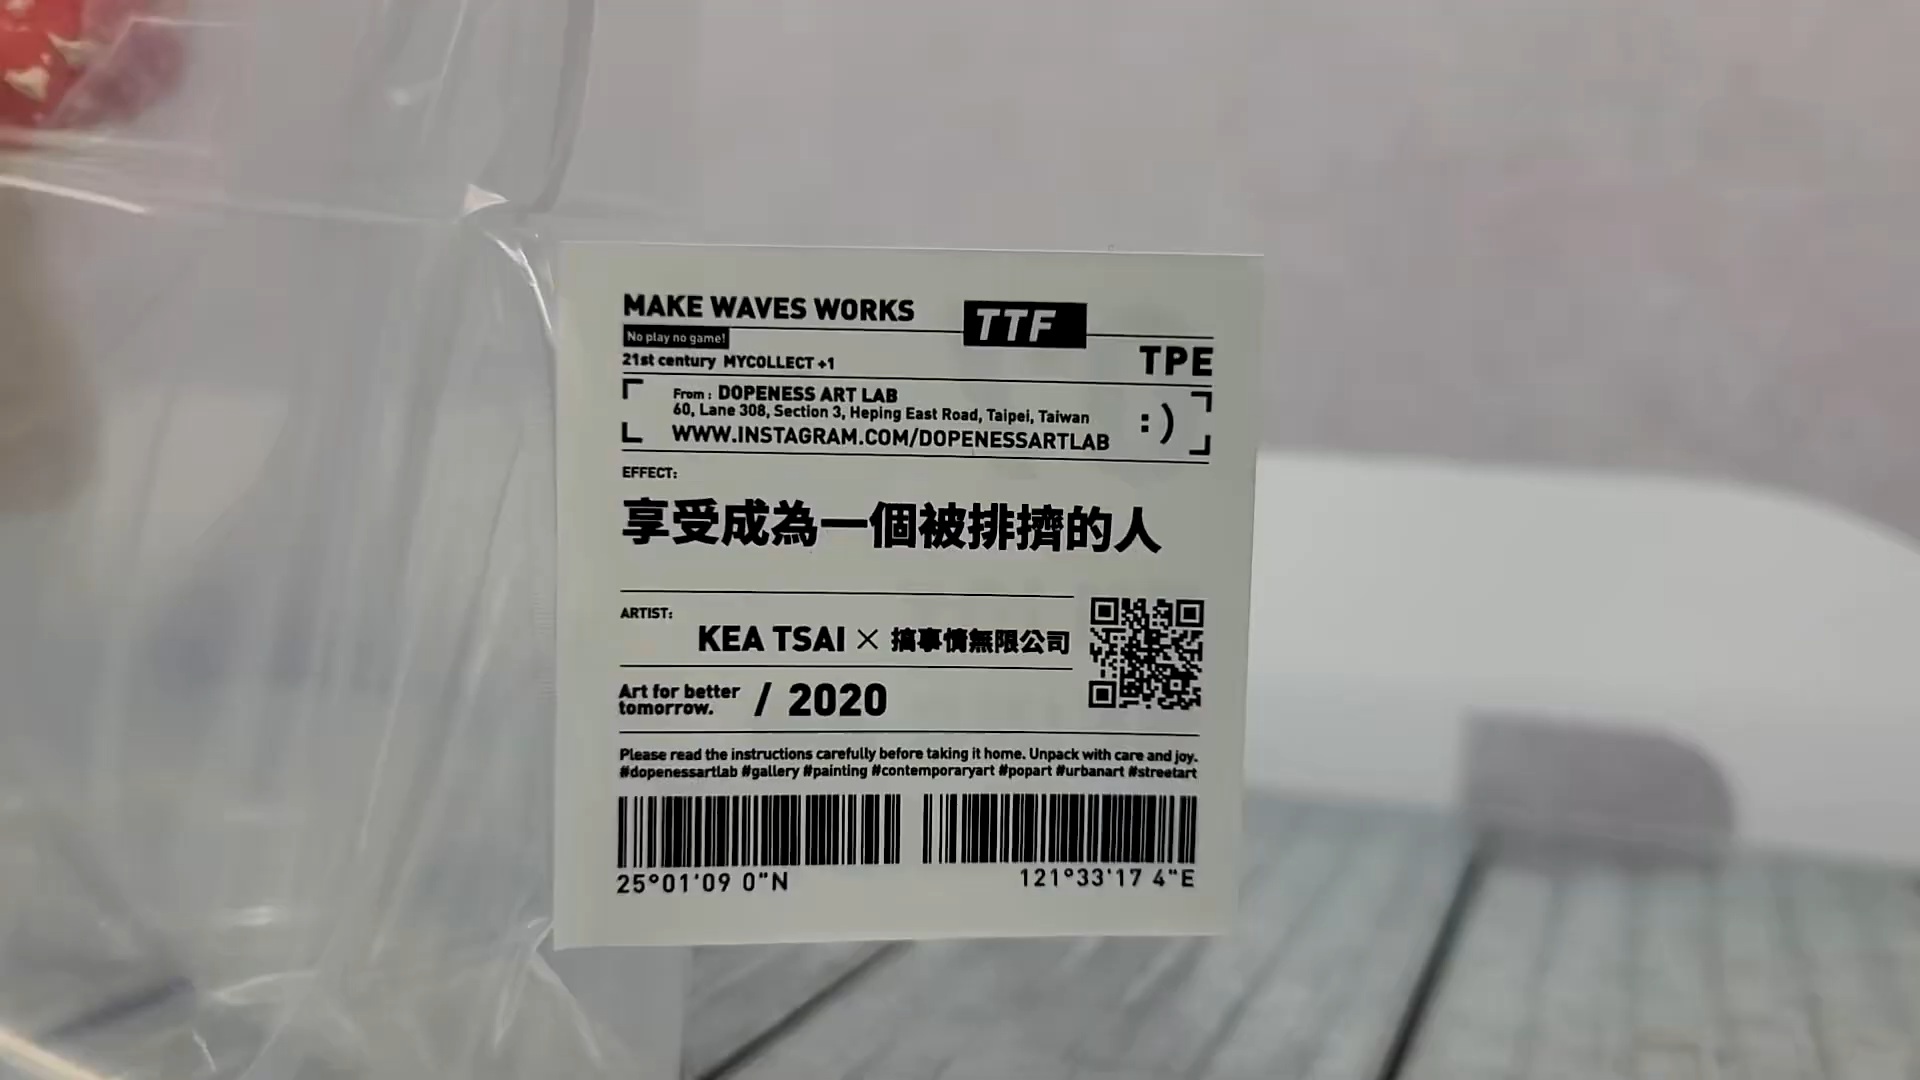 MAKE WAVES WORKS
TTF
No play no game!
21st century MYCOLLECT +1
TPE
From : DOPENESS ART LAB
60, Lane 308, Section 3, Heping East Road, Taipei, Taiwan
WWW.INSTAGRAM.COM/DOPENESSARTLAB
:)
EFFECT:
享受成為一個被排擠的人
ARTIST:
KEA TSAI × 搞事情無限公司
Art for better
tomorrow.
/ 2020
Please read the instructions carefully before taking it home. Unpack with care and joy.
#dopenessartlab #gallery #painting #contemporaryart #popart #urbanart #streetart
25°01'09 0"N
121°33'17 4"E